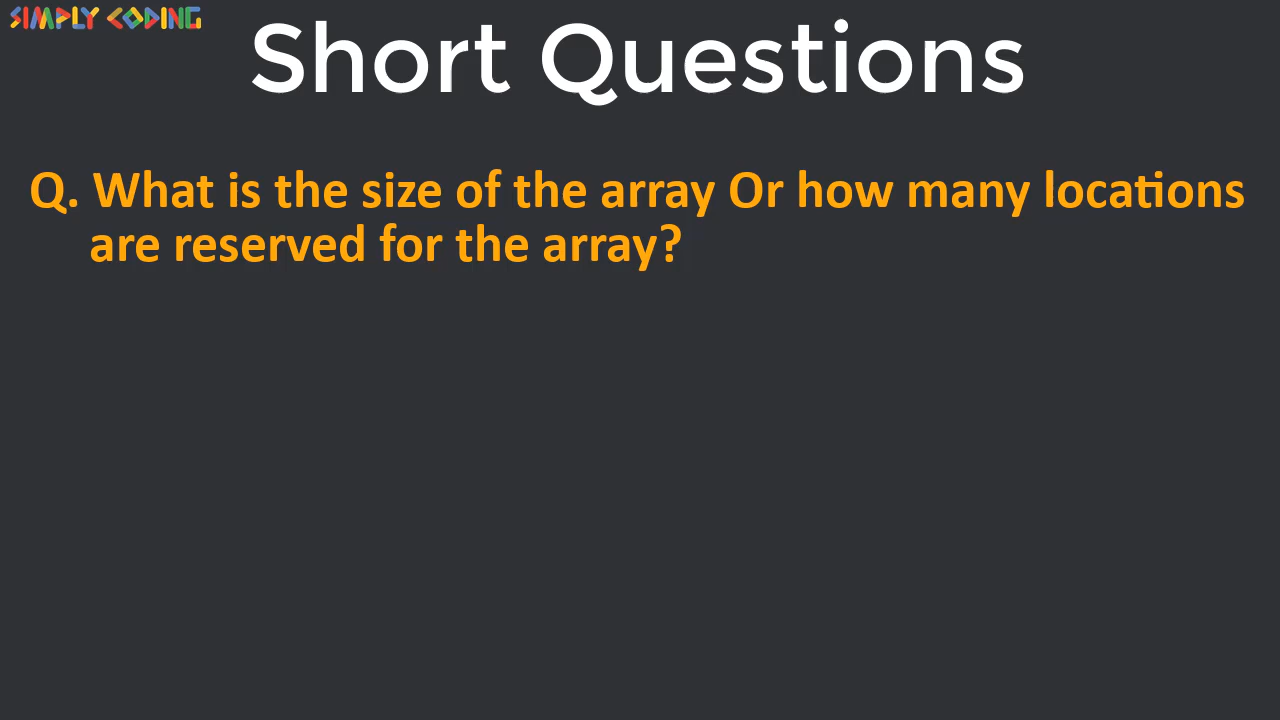 SIMPLY CODING
Short Questions
Q. What is the size of the array Or how many locations
are reserved for the array?